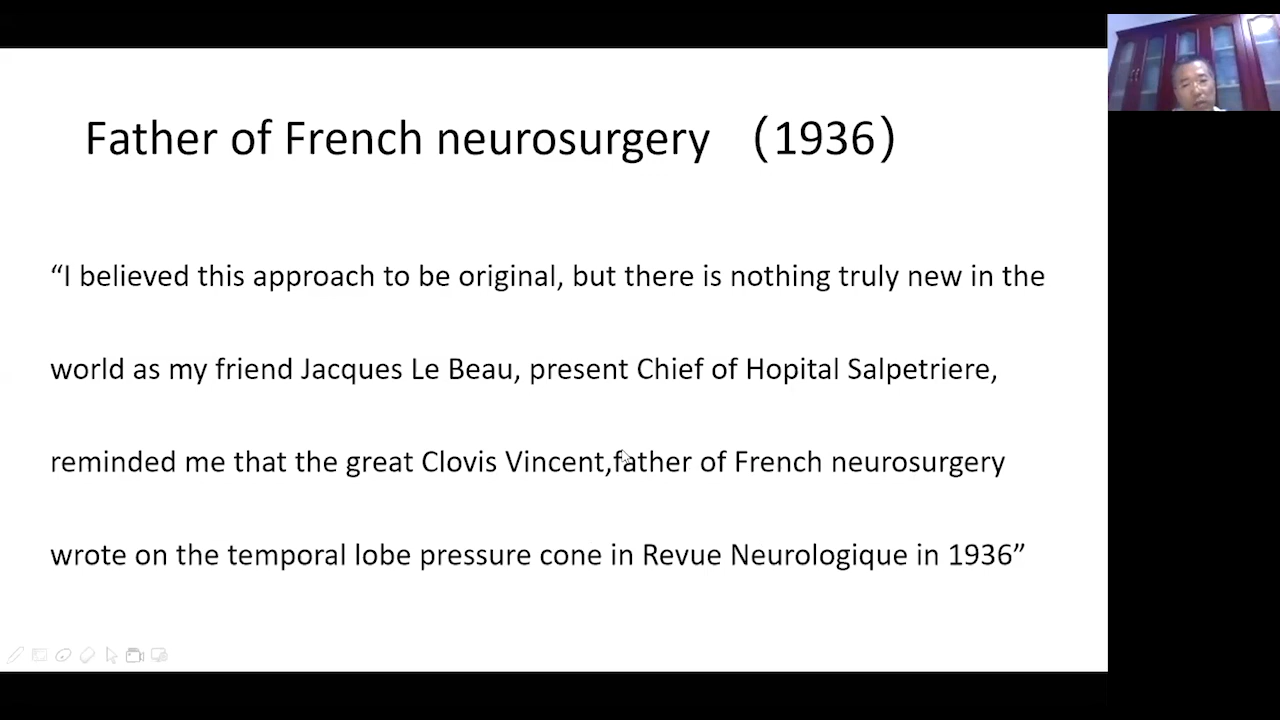 Father of French neurosurgery （1936）
“I believed this approach to be original, but there is nothing truly new in the
world as my friend Jacques Le Beau, present Chief of Hopital Salpetriere,
reminded me that the great Clovis Vincent,father of French neurosurgery
wrote on the temporal lobe pressure cone in Revue Neurologique in 1936”